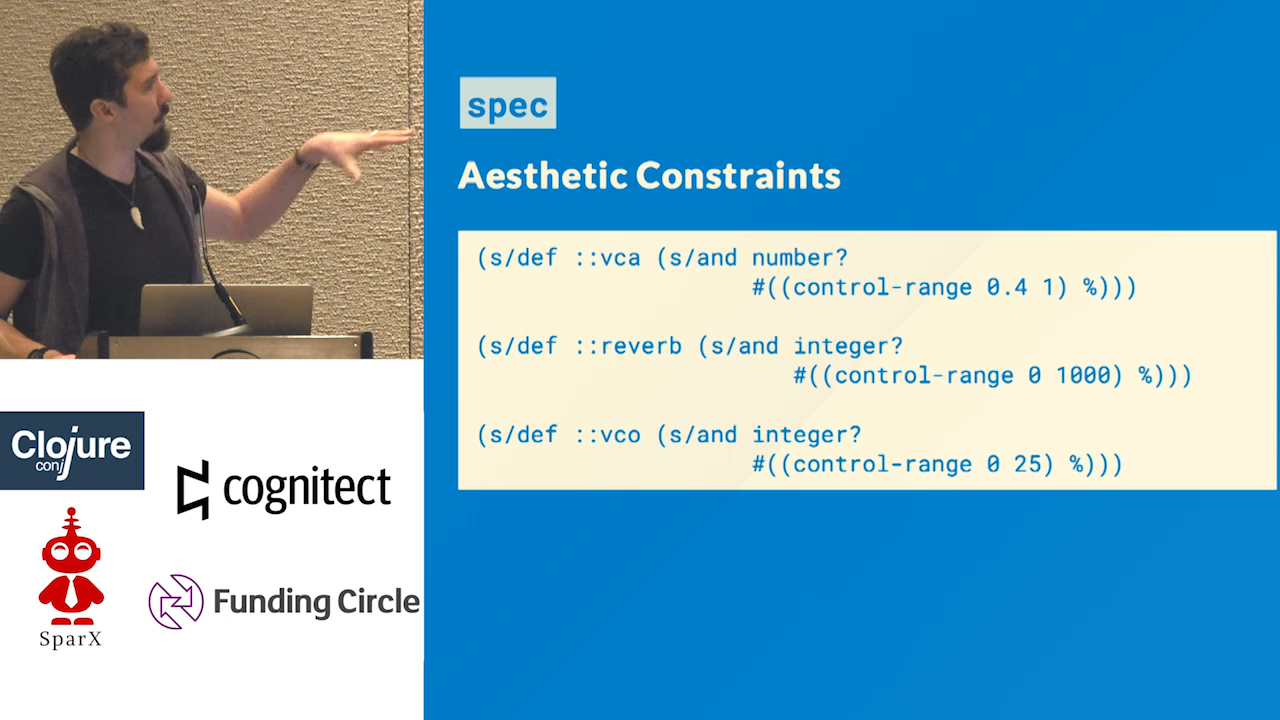 spec
Aesthetic Constraints
(s/def ::vca (s/and number?
#((control-range 0.4 1) %)))
(s/def ::reverb (s/and integer?
#((control-range 0 1000) %)))
(s/def ::vco (s/and integer?
#((control-range 0 25) %)))
Clojure
conj
cognitect
SparX
Funding Circle